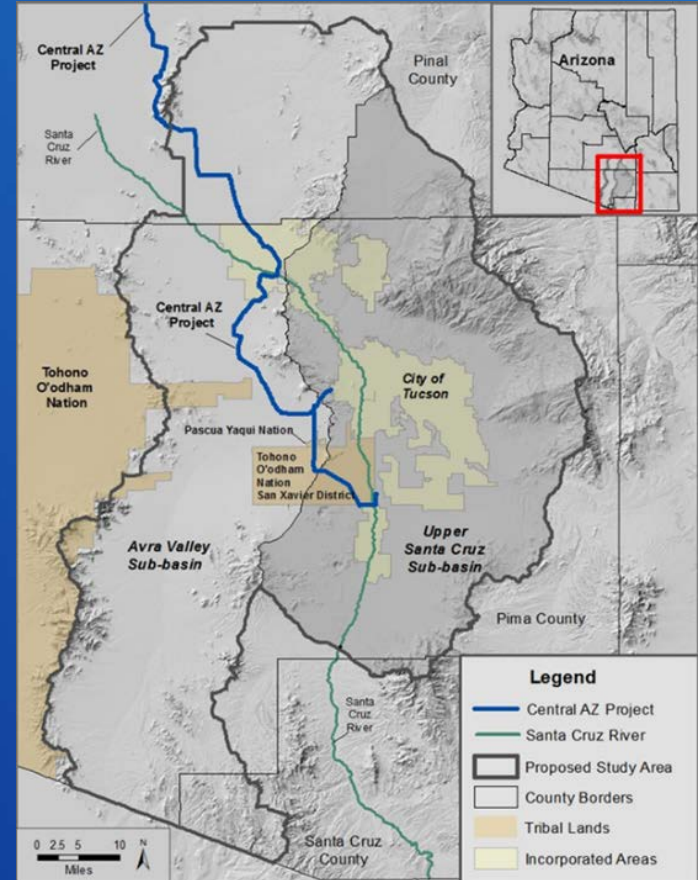 Central AZ
Project
Santa
Cruz
River
Pinal
County
Arizona
Central AZ
Project
Tohono
O'odham
Nation
City of
Tucson
Pascua Yaqui Nation
Tohono
O'odham
Nation
San Xavier District
Avra Valley
Sub-basin
Upper
Santa Cruz
Sub-basin
Pima County
Santa
Cruz
River
Santa Cruz
County
0 2.5 5 10
Miles
N
Legend
Central AZ Project
Santa Cruz River
Proposed Study Area
County Borders
Tribal Lands
Incorporated Areas